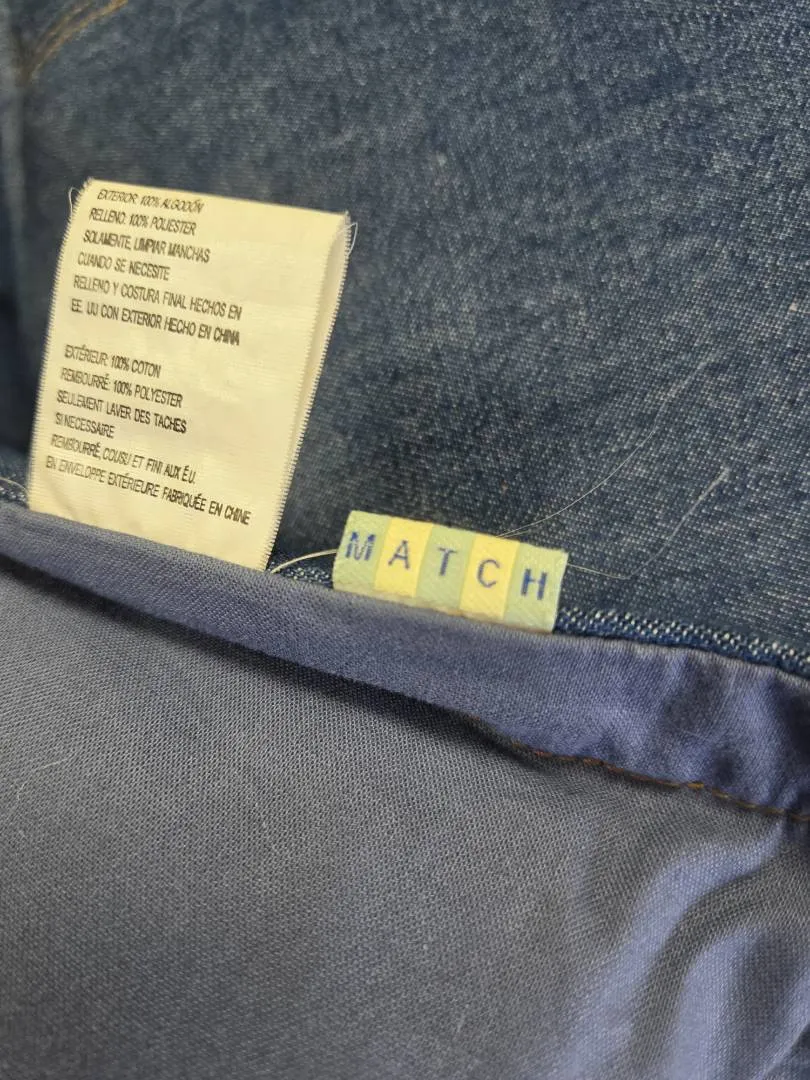 EXTERIOR: 100% ALGODÓN
RELLENO: 100% POLIESTER
SOLAMENTE, LIMPIAR MANCHAS
CUANDO SE NECESITE
RELLENO Y COSTURA FINAL HECHOS EN
EE. UU CON EXTERIOR HECHO EN CHINA
EXTÉRIEUR: 100% COTON
REMBOURRÉ: 100% POLYESTER
SEULEMENT LAVER DES TACHES
SI NECESSAIRE
REMBOURRÉ, COUSU ET FINI AUX É.U.
EN ENVELOPPE EXTÉRIEURE FABRIQUÉE EN CHINE
MATCH